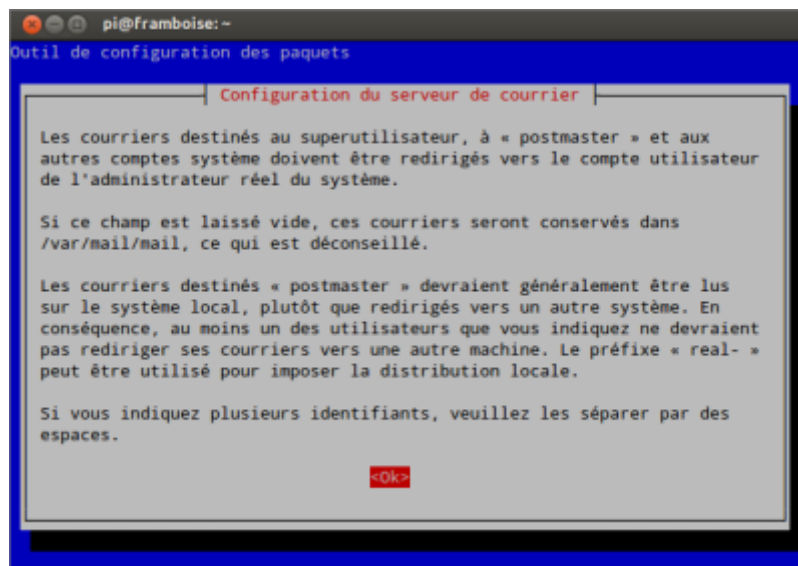 pi@framboise: ~
Outil de configuration des paquets
Configuration du serveur de courrier
Les courriers destinés au superutilisateur, à « postmaster » et aux
autres comptes système doivent être redirigés vers le compte utilisateur
de l'administrateur réel du système.
Si ce champ est laissé vide, ces courriers seront conservés dans
/var/mail/mail, ce qui est déconseillé.
Les courriers destinés « postmaster » devraient généralement être lus
sur le système local, plutôt que redirigés vers un autre système. En
conséquence, au moins un des utilisateurs que vous indiquez ne devraient
pas rediriger ses courriers vers une autre machine. Le préfixe « real- »
peut être utilisé pour imposer la distribution locale.
Si vous indiquez plusieurs identifiants, veuillez les séparer par des
espaces.
<Ok>